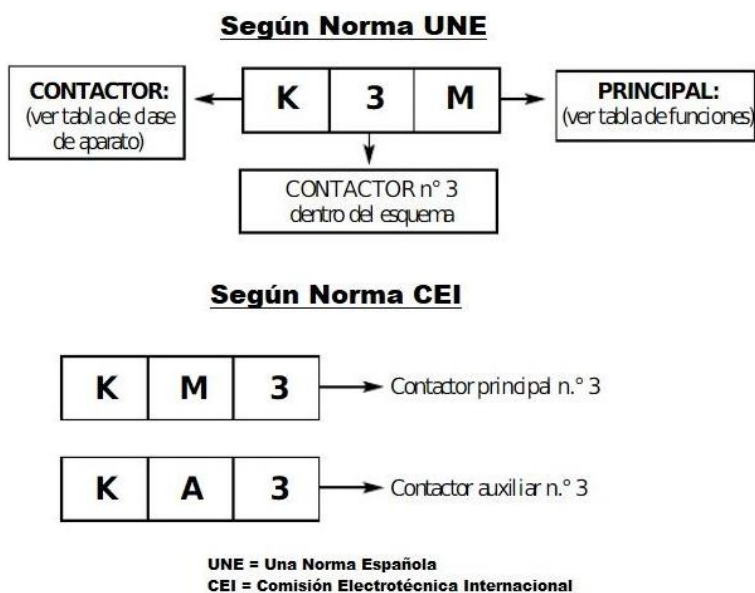 Según Norma UNE
CONTACTOR:
(ver tabla de clase
de aparato)
K 3 M
PRINCIPAL:
(ver tabla de funciones)
CONTACTOR n° 3
dentro del esquema
Según Norma CEI
K M 3
Contactor principal n.° 3
K A 3
Contactor auxiliar n.° 3
UNE = Una Norma Española
CEI = Comisión Electrotécnica Internacional